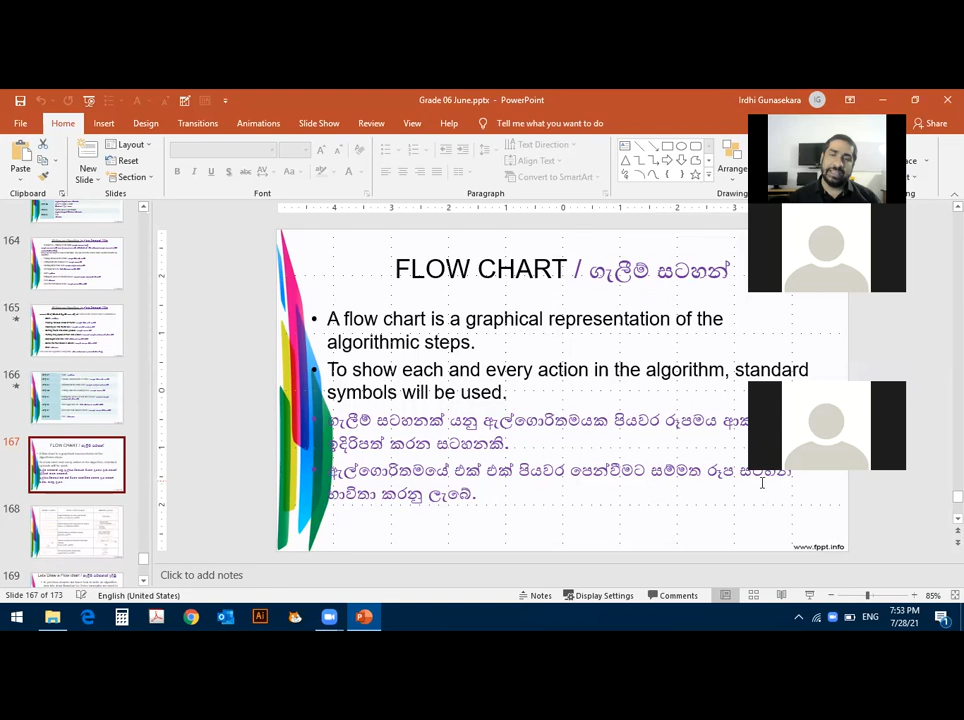 Grade 06 June.pptx - PowerPoint
Irdhi Gunasekara
IG
File
Home
Insert
Design
Transitions
Animations
Slide Show
Review
View
Help
Tell me what you want to do
Share
Paste
New
Slide
Layout
Reset
Section
Text Direction
Align Text
Convert to SmartArt
Arrange
Clipboard
Slides
Font
Paragraph
Drawing
164
165
166
167
168
169
FLOW CHART / ගැලීම් සටහන්
• A flow chart is a graphical representation of the
algorithmic steps.
• To show each and every action in the algorithm, standard
symbols will be used.
• ගැලීම් සටහනක් යනු ඇල්ගොරිතමයක පියවර රූපමය
ඉදිරිපත් කරන සටහනකි.
• ඇල්ගොරිතමයේ එක් එක් පියවර පෙන්වීමට සම්මත රූප සටහන්
භාවිතා කරනු ලැබේ.
www.fppt.info
Click to add notes
Slide 167 of 173
English (United States)
Notes
Display Settings
Comments
85%
ENG
7:53 PM
7/28/21